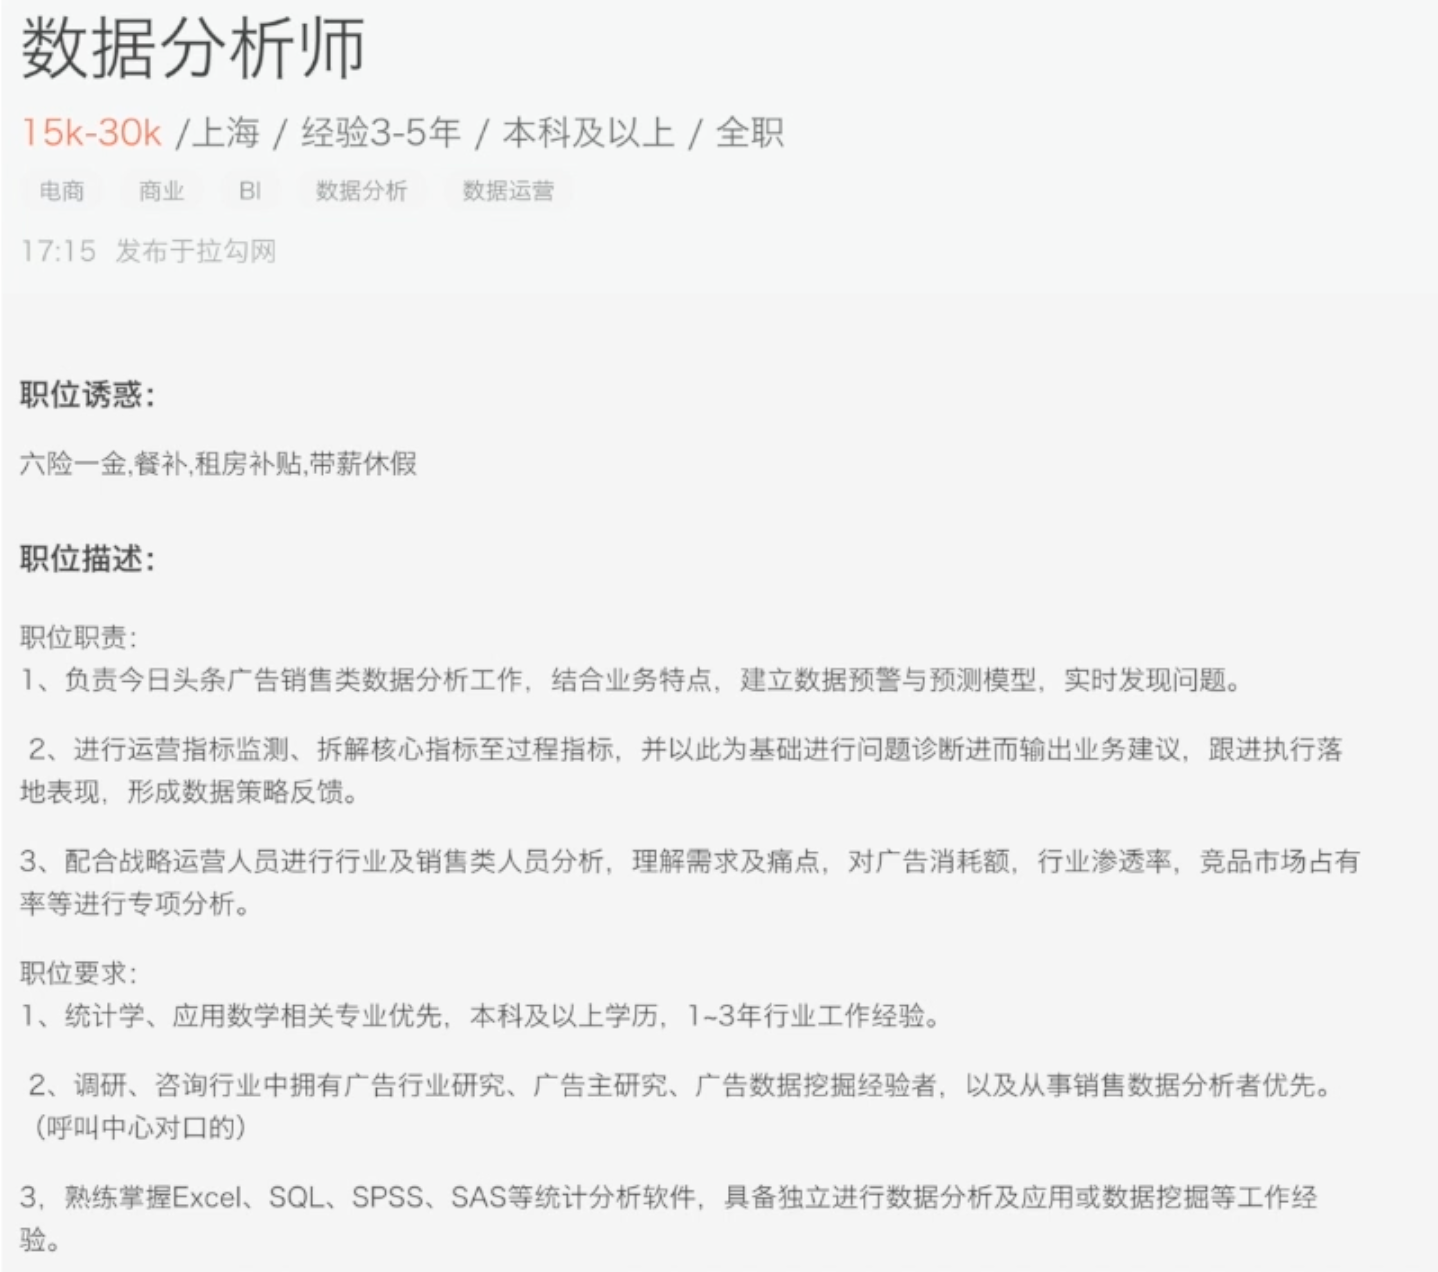 数据分析师
15k-30k /上海 / 经验3-5年 / 本科及以上 / 全职
电商 商业 BI 数据分析 数据运营
17:15 发布于拉勾网
职位诱惑：
六险一金,餐补,租房补贴,带薪休假
职位描述：
职位职责：
1、负责今日头条广告销售类数据分析工作，结合业务特点，建立数据预警与预测模型，实时发现问题。
2、进行运营指标监测、拆解核心指标至过程指标，并以此为基础进行问题诊断进而输出业务建议，跟进执行落
地表现，形成数据策略反馈。
3、配合战略运营人员进行行业及销售类人员分析，理解需求及痛点，对广告消耗额，行业渗透率，竞品市场占有
率等进行专项分析。
职位要求：
1、统计学、应用数学相关专业优先，本科及以上学历，1~3年行业工作经验。
2、调研、咨询行业中拥有广告行业研究、广告主研究、广告数据挖掘经验者，以及从事销售数据分析者优先。
（呼叫中心对口的）
3，熟练掌握Excel、SQL、SPSS、SAS等统计分析软件，具备独立进行数据分析及应用或数据挖掘等工作经
验。